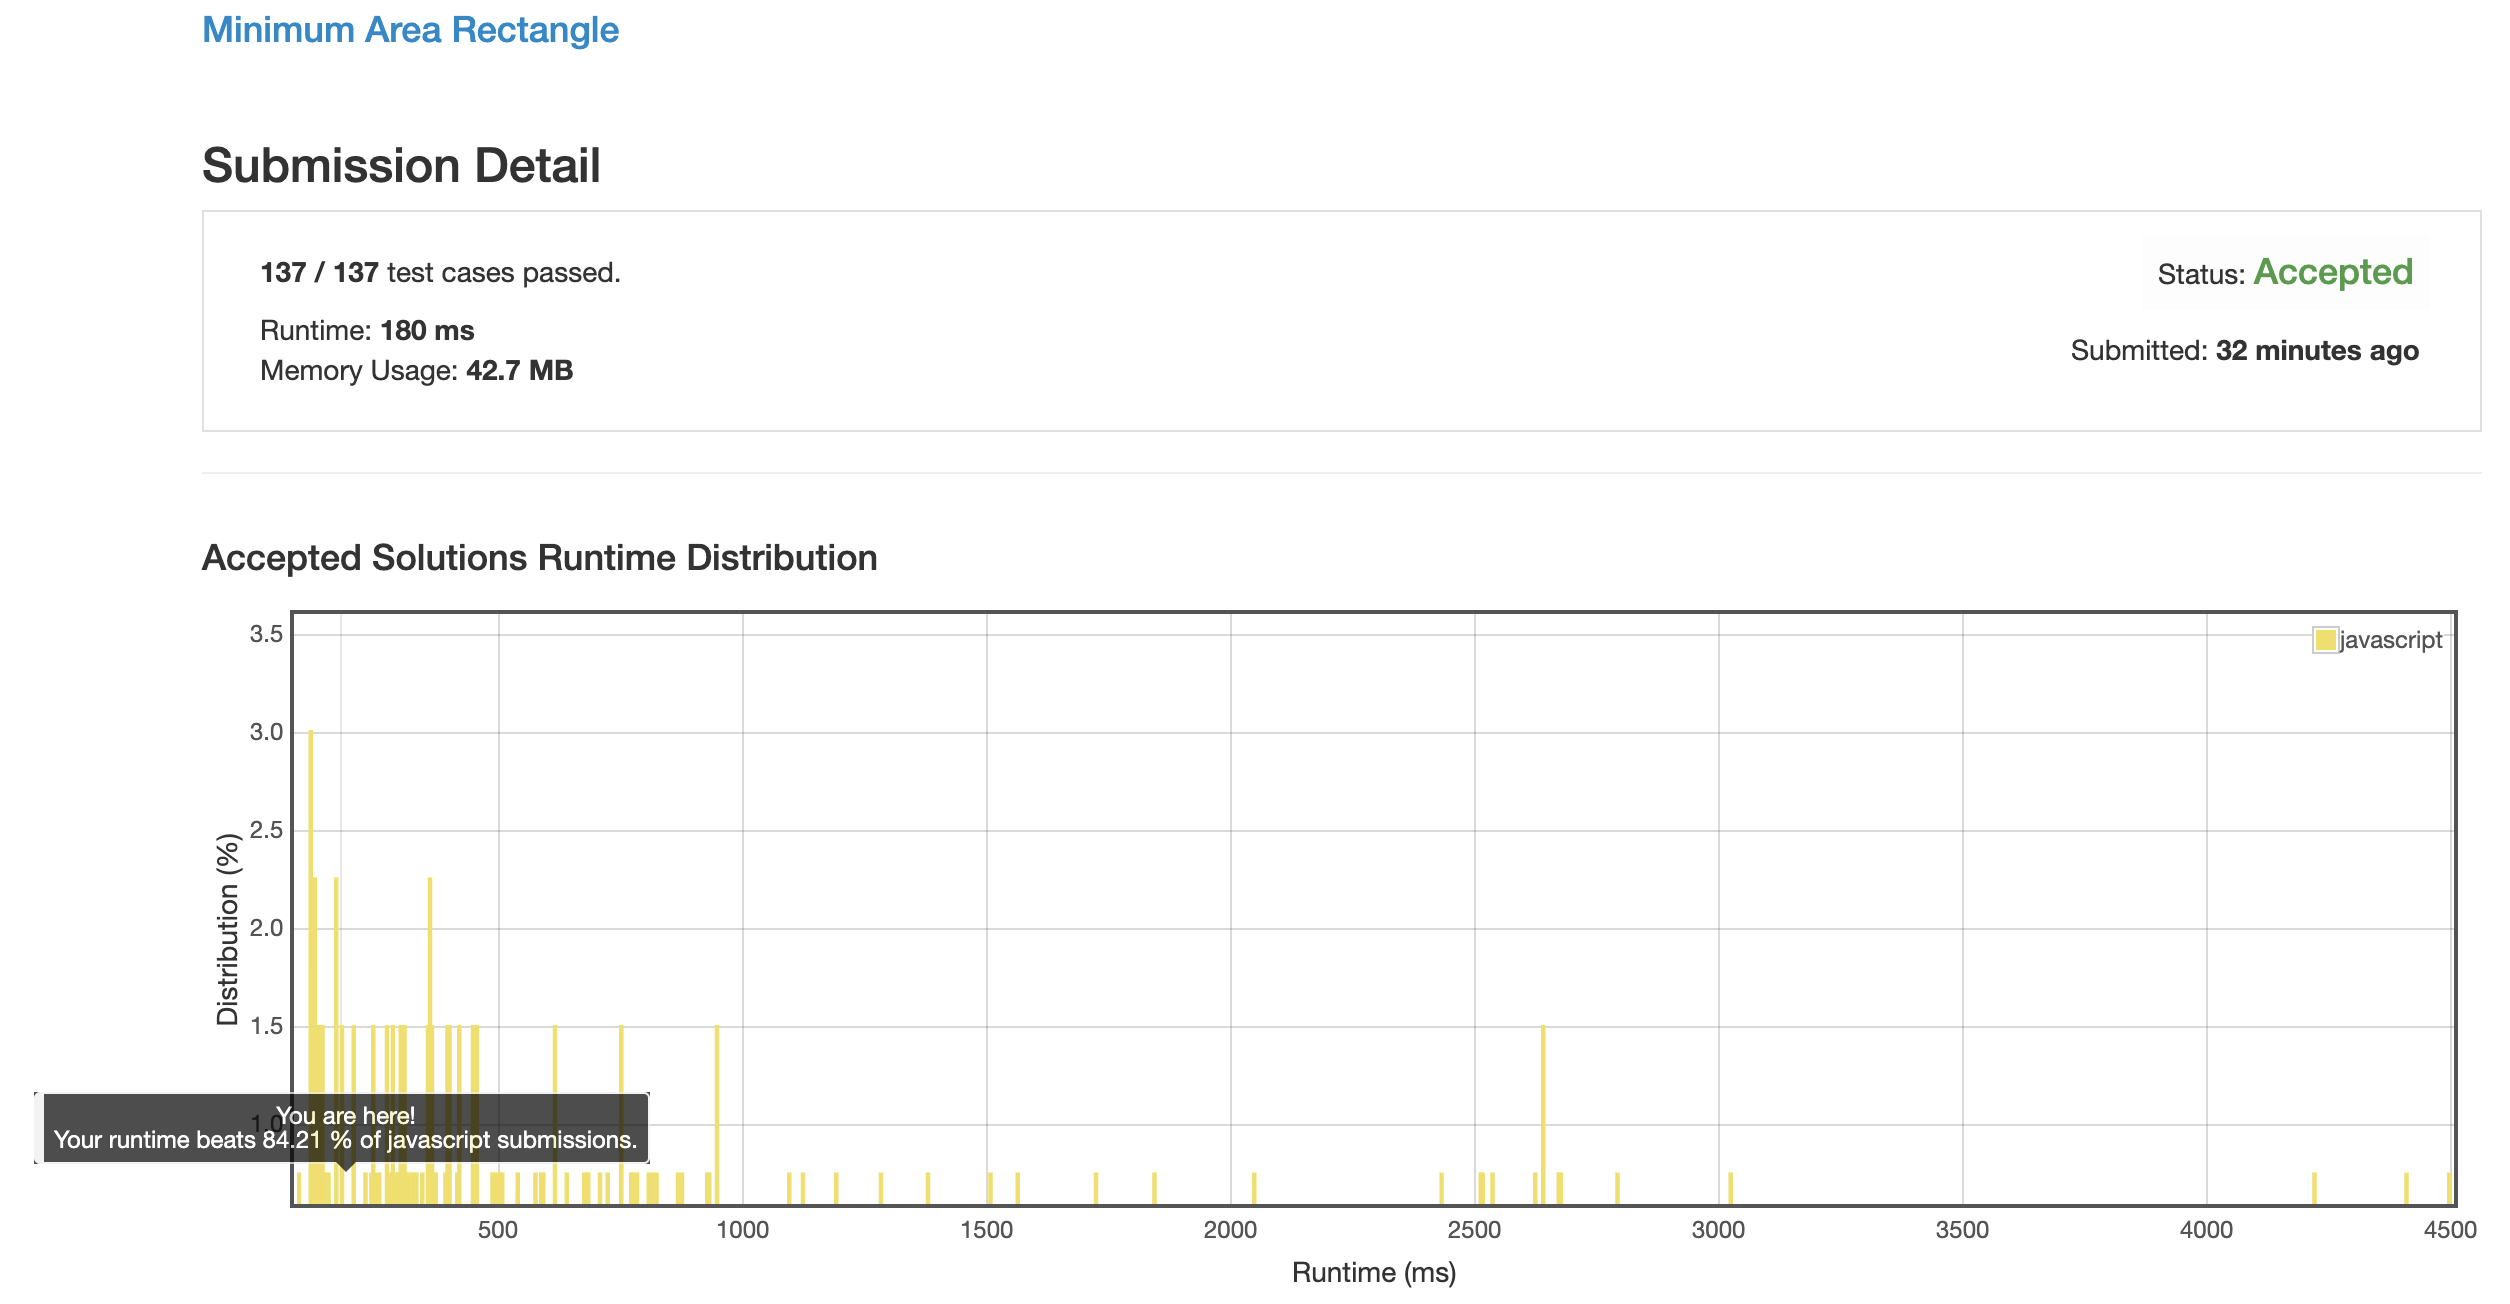 Minimum Area Rectangle
Submission Detail
137 / 137 test cases passed.
Status: Accepted
Runtime: 180 ms
Submitted: 32 minutes ago
Memory Usage: 42.7 MB
Accepted Solutions Runtime Distribution
javascript
3.5
3.0
2.5
2.0
1.5
1.0
Distribution (%)
You are here!
Your runtime beats 84.21 % of javascript submissions.
500 1000 1500 2000 2500 3000 3500 4000 4500
Runtime (ms)